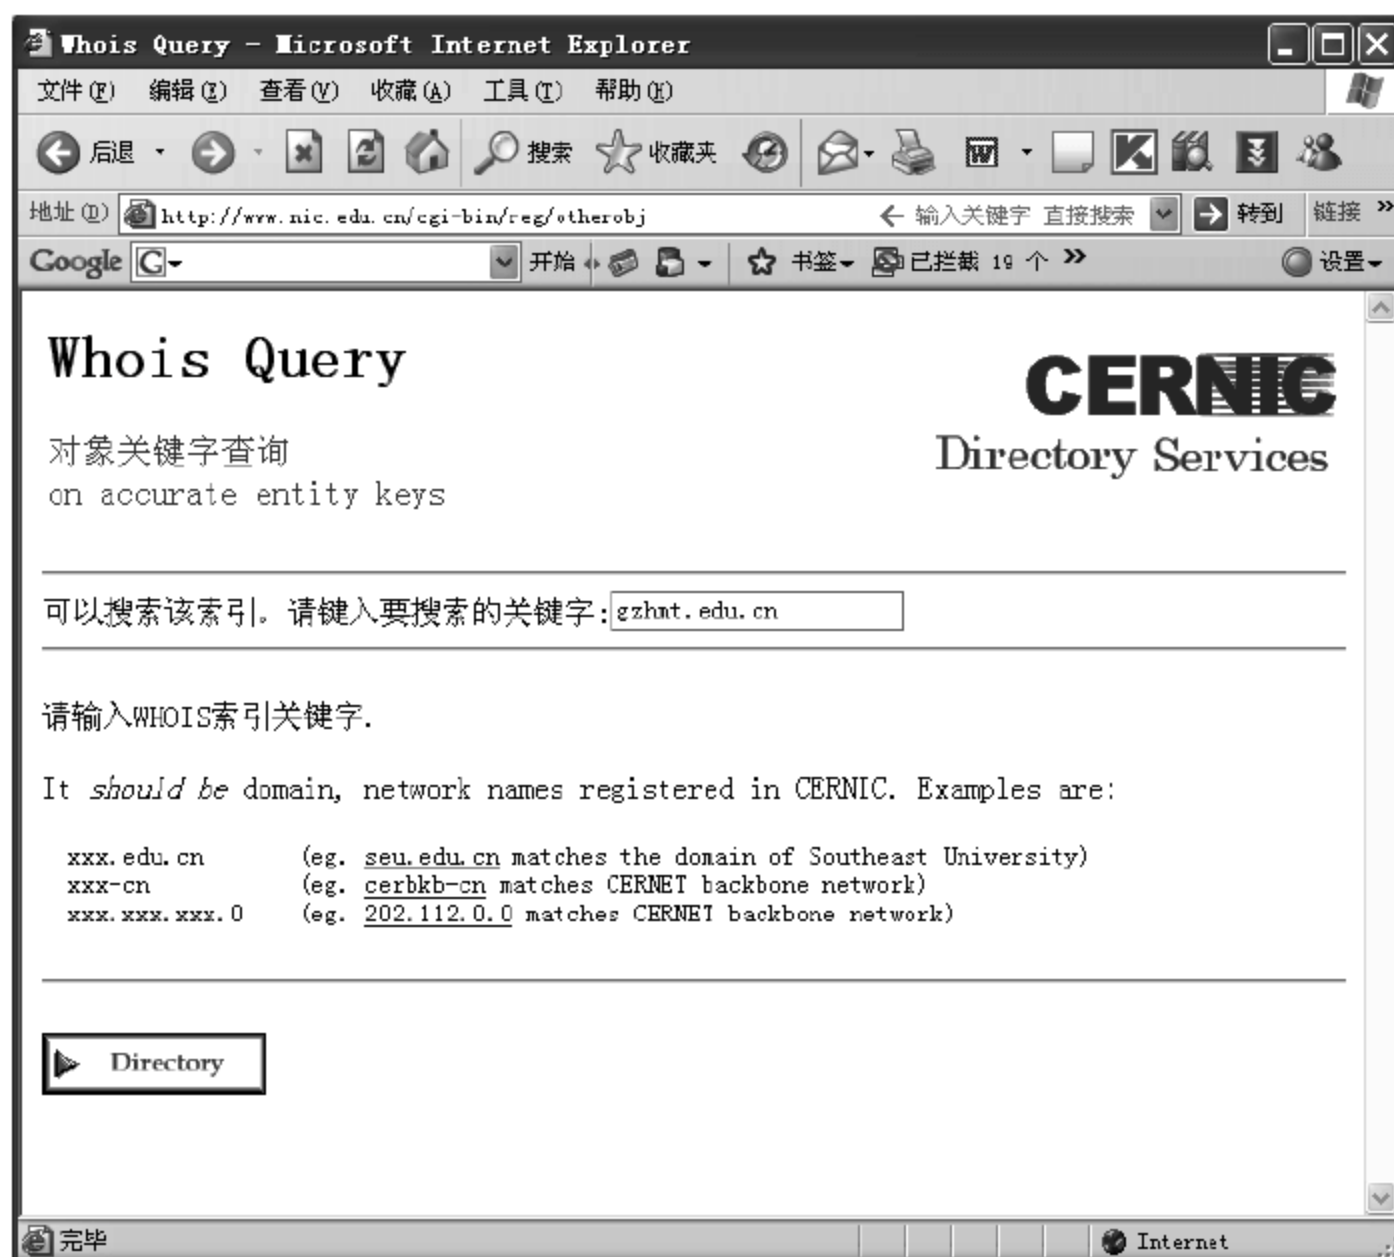 Whois Query - Microsoft Internet Explorer
文件(F) 编辑(E) 查看(V) 收藏(A) 工具(T) 帮助(H)
后退 搜索 收藏夹
地址(D) http://www.nic.edu.cn/cgi-bin/reg/otherobj 输入关键字 直接搜索 转到 链接 »
Google G 开始 书签 已拦截 19 个 » 设置
Whois Query
CERNIC
Directory Services
对象关键字查询
on accurate entity keys
可以搜索该索引。请键入要搜索的关键字:gzhmt.edu.cn
请输入WHOIS索引关键字.
It should be domain, network names registered in CERNIC. Examples are:
xxx.edu.cn (eg. seu.edu.cn matches the domain of Southeast University)
xxx-cn (eg. cerbkb-cn matches CERNET backbone network)
xxx.xxx.xxx.0 (eg. 202.112.0.0 matches CERNET backbone network)
Directory
完毕 Internet